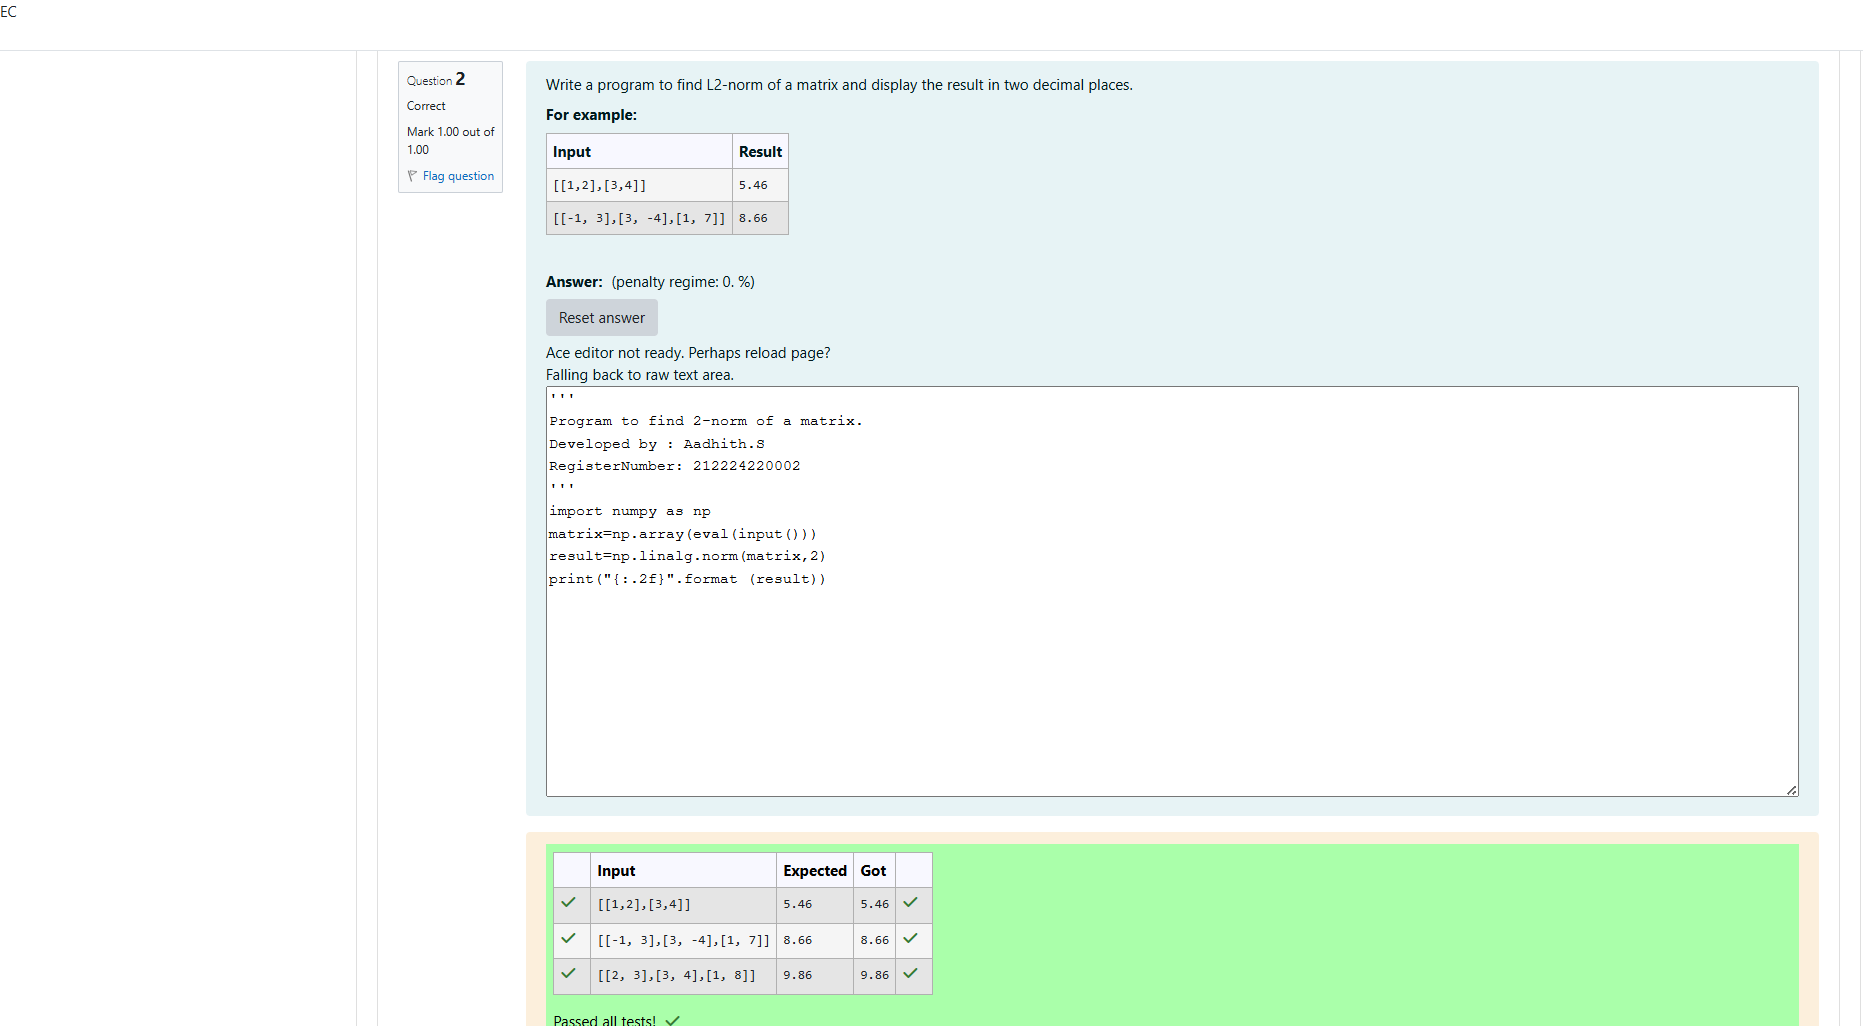 EC
Question 2
Correct
Mark 1.00 out of
1.00
Flag question
Write a program to find L2-norm of a matrix and display the result in two decimal places.
For example:
Input Result
[[1,2],[3,4]] 5.46
[[-1, 3],[3, -4],[1, 7]] 8.66
Answer: (penalty regime: 0. %)
Reset answer
Ace editor not ready. Perhaps reload page?
Falling back to raw text area.
'''
Program to find 2-norm of a matrix.
Developed by : Aadhith.S
RegisterNumber: 212224220002
'''
import numpy as np
matrix=np.array(eval(input()))
result=np.linalg.norm(matrix,2)
print("{:.2f}".format (result))
Input Expected Got
[[1,2],[3,4]] 5.46 5.46
[[-1, 3],[3, -4],[1, 7]] 8.66 8.66
[[2, 3],[3, 4],[1, 8]] 9.86 9.86
Passed all tests!